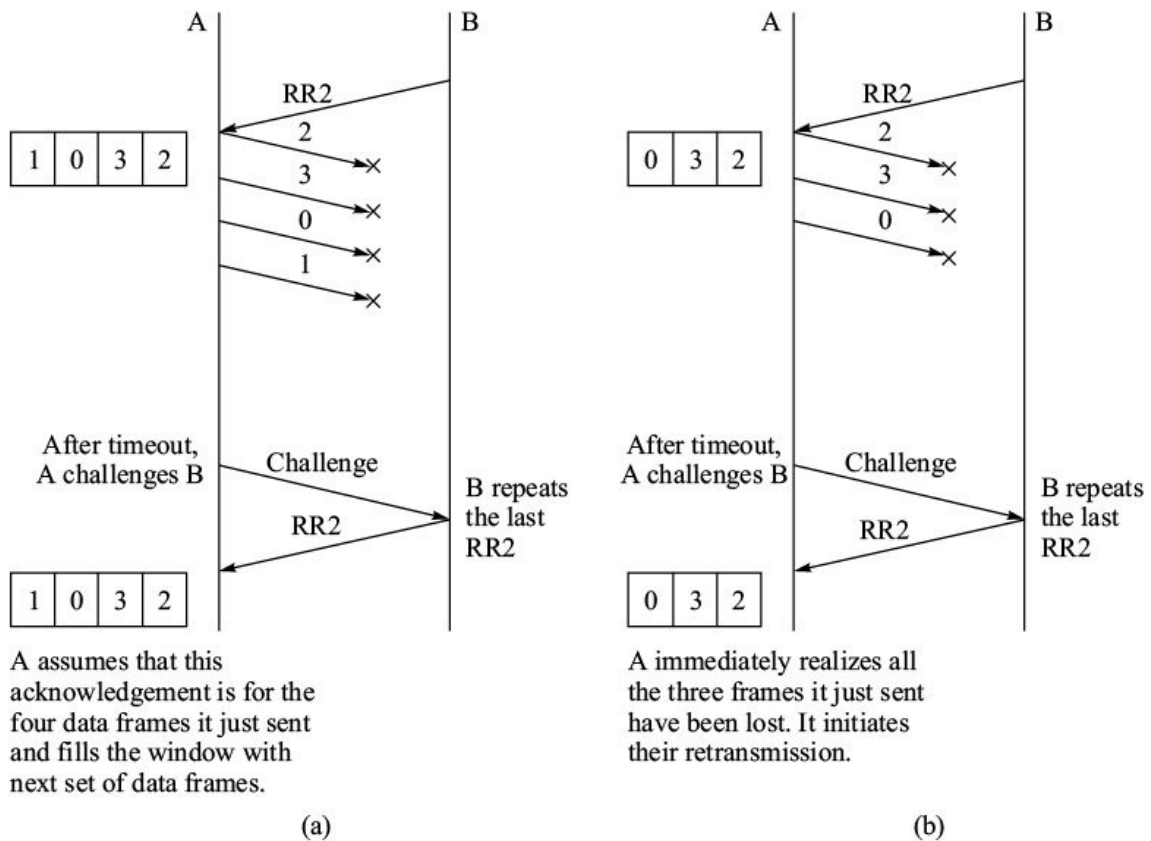 A
B
RR2
2
1 0 3 2
3
0
1
After timeout,
A challenges B
Challenge
B repeats
the last
RR2
RR2
1 0 3 2
A assumes that this
acknowledgement is for the
four data frames it just sent
and fills the window with
next set of data frames.
(a)
A
B
RR2
2
0 3 2
3
0
After timeout,
A challenges B
Challenge
B repeats
the last
RR2
RR2
0 3 2
A immediately realizes all
the three frames it just sent
have been lost. It initiates
their retransmission.
(b)